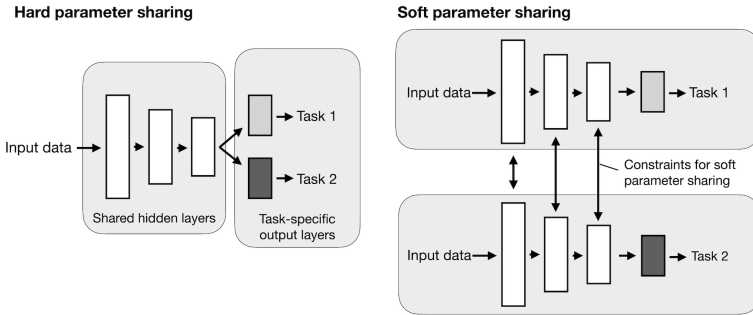 Hard parameter sharing
Input data
Task 1
Task 2
Shared hidden layers
Task-specific
output layers
Soft parameter sharing
Input data
Task 1
Constraints for soft
parameter sharing
Input data
Task 2